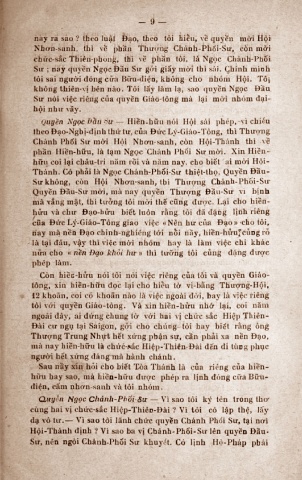 — 9 —
này ra sao? theo luật Đạo, theo tôi hiểu, về quyền mời Hội
Nhơn-sanh, thì về phần Thượng Chánh-Phối-Sư, còn mời
chức-sắc Thiên-phong, thì về phần tôi, là Ngọc Chánh-Phối
Sư; nay quyền Ngọc Đầu Sư gởi giấy mời thì sái. Chính mình
tôi sai người đóng cửa Bửu-điện, không cho nhóm Hội. Tôi
không thiên-vị bên nào. Tôi lấy làm lạ, sao quyền Ngọc Đầu
Sư nói việc riêng của quyền Giáo-tông mà lại mời nhóm đại-
hội như vầy.
Quyền Ngọc Đầu Sư — Hiền-hữu nói Hội sái phép, vì chiếu
theo Đạo-Nghị-định thứ tư, của Đức Lý-Giáo-Tông, thì Thượng
Chánh Phối Sư mời Hội Nhơn-sanh, còn Hội-Thánh thì về
phần Hiền-hữu, là tạm Ngọc Chánh Phối Sư mời. Xin Hiền-
hữu coi lại châu-tri năm rồi và năm nay, cho biết ai mời Hội-
Thánh. Có phải là Ngọc Chánh-Phối-Sư thiệt-thọ, Quyền Đầu-
Sư không, còn Hội Nhơn-sanh, thì Thượng Chánh-Phối-Sư
Quyền Đầu-Sư mời, mà nay quyền Thượng Đầu-Sư vì bịnh
mà vắng mặt, thì tưởng tôi mời thế cũng được. Lại cho hiền-
hữu và chư Đạo-hữu biết luôn rằng tôi đã đặng lịnh riêng
của Đức Lý-Giáo-Tông giao việc « Nên hư của Đạo » cho tôi,
nay mà nền Đạo chinh-nghiêng tới nỗi nầy, hiền-hữu cũng rõ
là tại đâu, vậy thì việc mời nhóm hay là làm việc chi khác
nữa cho « nền Đạo khỏi hư » thì tưởng tôi cũng đặng được
phép làm.
Còn hiền-hữu nói tôi nói việc riêng của tôi và quyền Giáo-
tông, xin hiền-hữu đọc lại cho hiểu tờ vi-bằng Thượng-Hội,
12 khoản, coi có khoản nào là việc ngoài đời, hay là việc riêng
tôi với quyền Giáo-tông. Và xin hiền-hữu nhớ lại, coi năm
ngoái đây, ai đứng chung tờ với hai vị chức sắc Hiệp-Thiên-
Đài cư ngụ tại Saigon, gởi cho chúng-tôi hay biết rằng ông
Thượng Trung Nhựt hết xứng phận sự, cần phải xa nền Đạo,
mà nay hiền-hữu là chức-sắc Hiệp-Thiên-Đài đến đi tùng phục
người hết xứng đáng mà hành chánh.
Sau nầy xin hỏi cho biết Tòa Thánh là của riêng của hiền-
hữu hay sao, mà hiền-hữu được phép ra lịnh đóng cửa Bửu-
điện, cấm nhơn-sanh và tôi nhóm.
Quyền Ngọc Chánh-Phối-Sư — Vì sao tôi ký tên trong thơ
cùng hai vị chức-sắc Hiệp-Thiên-Đài? Vì tôi có lập thệ, lấy
dạ vô tư.— Vì sao tôi lãnh chức quyền Chánh Phối Sư, tại nơi
Hội-Thánh định? Vì sao ba vị Chánh-Phối-Sư lên quyền Đầu-
Sư, nên ngôi Chánh-Phối-Sư khuyết. Có lịnh Hộ-Pháp phái